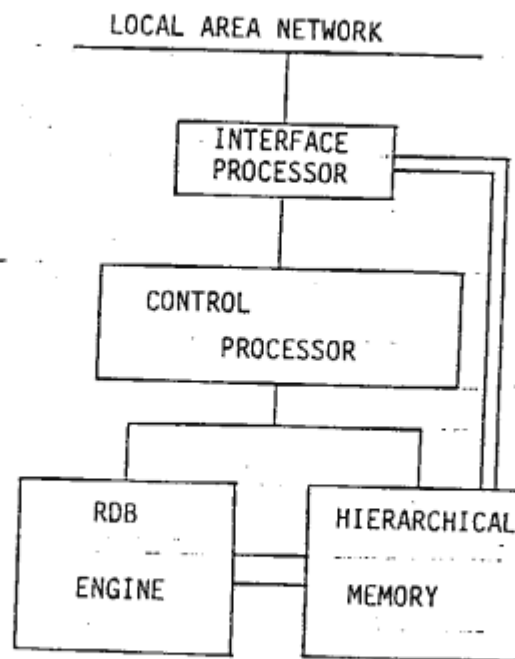 LOCAL AREA NETWORK
INTERFACE
PROCESSOR
CONTROL
PROCESSOR
RDB
ENGINE
HIERARCHICAL
MEMORY